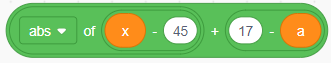 abs of x - 45 + 17 - a